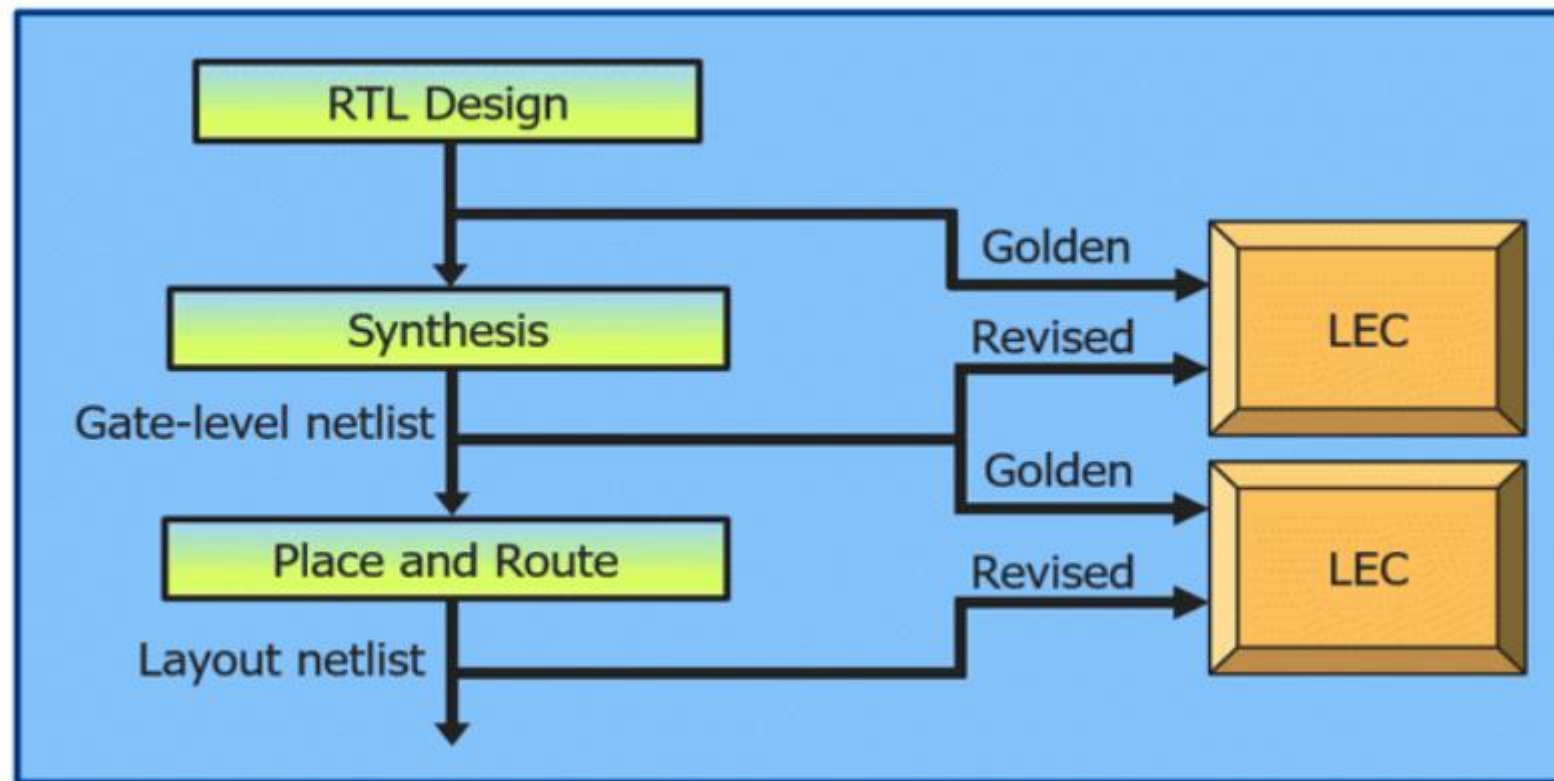 RTL Design
Golden
Synthesis
Revised
LEC
Gate-level netlist
Golden
Place and Route
Revised
LEC
Layout netlist